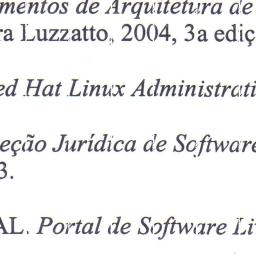 mentos de Arquitetura de
ra Luzzatto, 2004, 3a ediç
ed Hat Linux Administrati
eção Jurídica de Software
3.
AL. Portal de Software Li